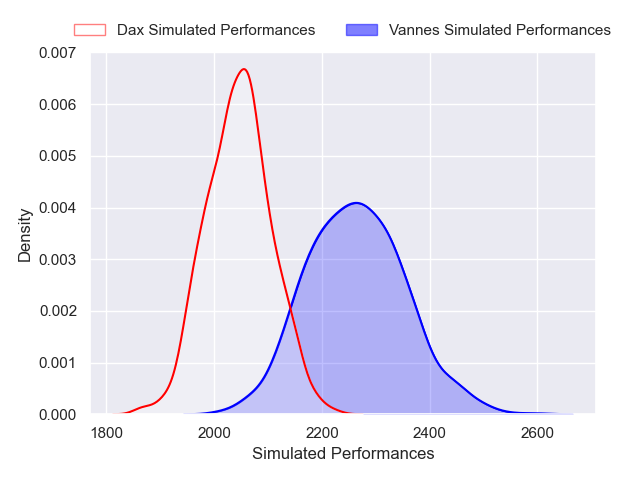 Dax Simulated Performances Vannes Simulated Performances
0.007
0.006
0.005
0.004
0.003
0.002
0.001
0.000
Density
1800 2000 2200 2400 2600
Simulated Performances